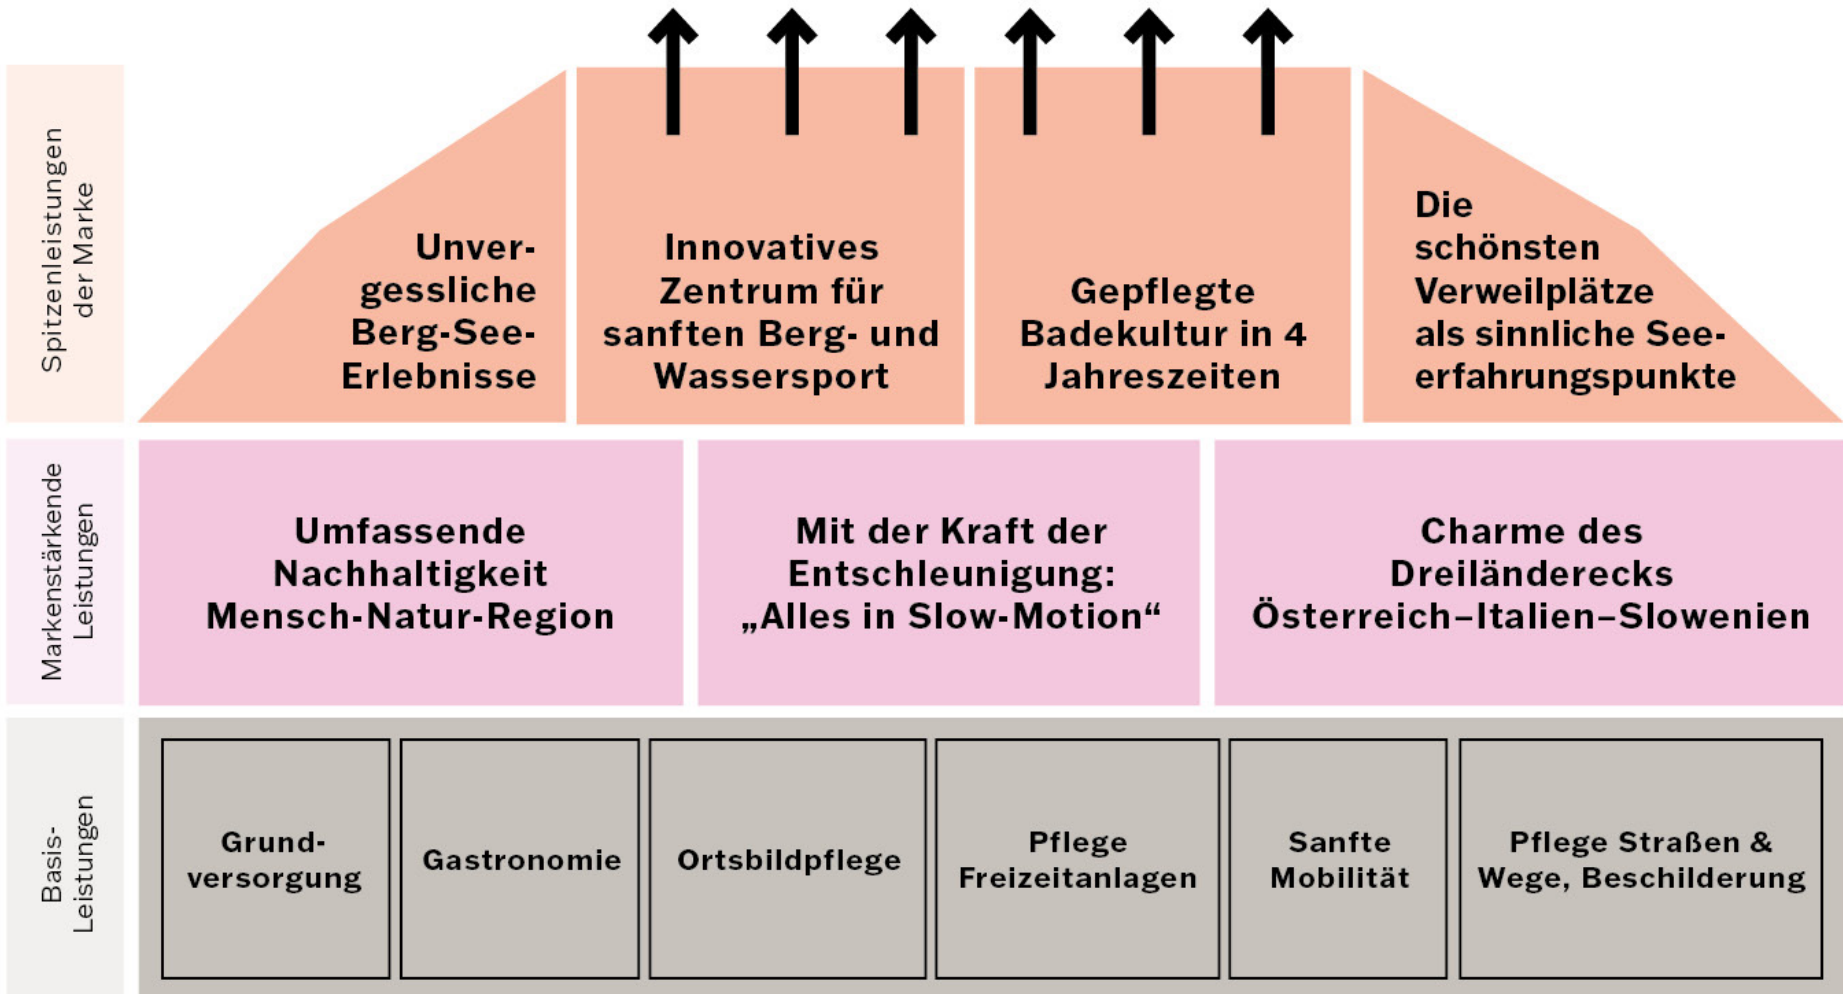 Spitzenleistungen
der Marke
Unver-
gessliche
Berg-See-
Erlebnisse
Innovatives
Zentrum für
sanften Berg- und
Wassersport
Gepflegte
Badekultur in 4
Jahreszeiten
Die
schönsten
Verweilplätze
als sinnliche See-
erfahrungspunkte
Markenstärkende
Leistungen
Umfassende
Nachhaltigkeit
Mensch-Natur-Region
Mit der Kraft der
Entschleunigung:
„Alles in Slow-Motion“
Charme des
Dreiländerecks
Österreich–Italien–Slowenien
Basis-
Leistungen
Grund-
versorgung
Gastronomie
Ortsbildpflege
Pflege
Freizeitanlagen
Sanfte
Mobilität
Pflege Straßen &
Wege, Beschilderung